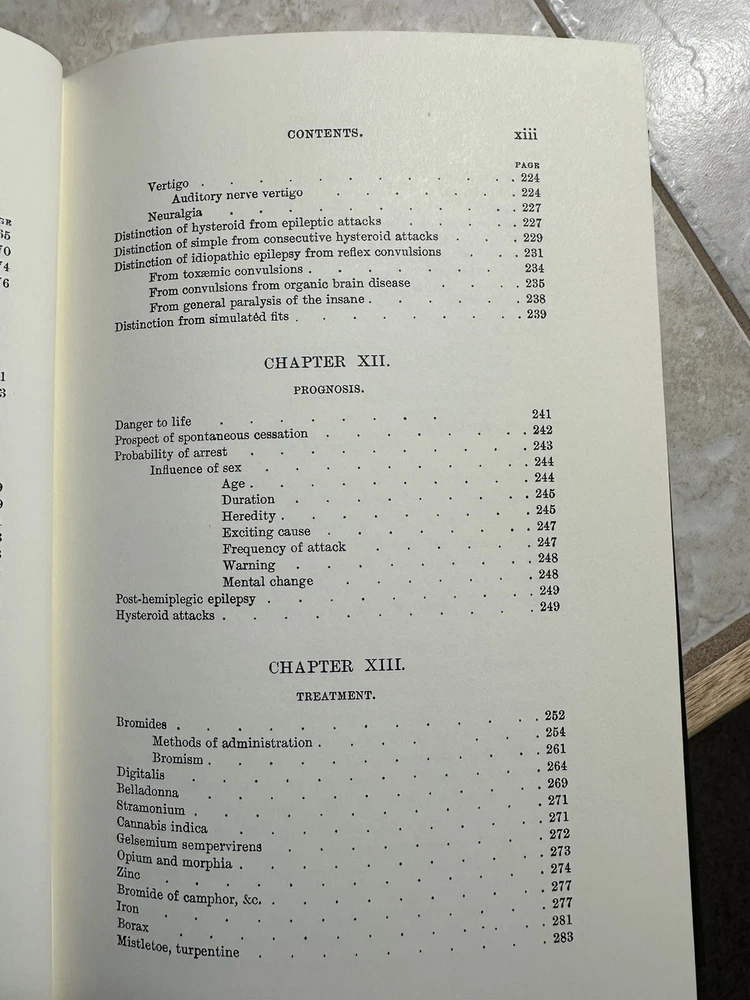 CONTENTS. xiii
PAGE
Vertigo . . . . . . . . . 224
Auditory nerve vertigo . . . . . . 224
Neuralgia . . . . . . . . . 227
Distinction of hysteroid from epileptic attacks . . . . 227
Distinction of simple from consecutive hysteroid attacks . . . 229
Distinction of idiopathic epilepsy from reflex convulsions . . . 231
From toxæmic convulsions . . . . . . 234
From convulsions from organic brain disease . . . . 235
From general paralysis of the insane . . . . . 238
Distinction from simulated fits . . . . . . . 239
CHAPTER XII.
PROGNOSIS.
Danger to life . . . . . . . . 241
Prospect of spontaneous cessation . . . . . . 242
Probability of arrest . . . . . . . . 243
Influence of sex . . . . . . . . 244
Age . . . . . . . . 244
Duration . . . . . . . 245
Heredity . . . . . . . 245
Exciting cause . . . . . . 247
Frequency of attack . . . . . 247
Warning . . . . . . . 248
Mental change . . . . . . 248
Post-hemiplegic epilepsy . . . . . . . . 249
Hysteroid attacks . . . . . . . . . 249
CHAPTER XIII.
TREATMENT.
Bromides . . . . . . . . . . 252
Methods of administration . . . . . . 254
Bromism . . . . . . . . . 261
Digitalis . . . . . . . . . . 264
Belladonna . . . . . . . . . 269
Stramonium . . . . . . . . . 271
Cannabis indica . . . . . . . . 271
Gelsemium sempervirens . . . . . . . 272
Opium and morphia . . . . . . . . 273
Zinc . . . . . . . . . . 274
Bromide of camphor, &c. . . . . . . . 277
Iron . . . . . . . . . . 277
Borax . . . . . . . . . . 281
Mistletoe, turpentine . . . . . . . . 283